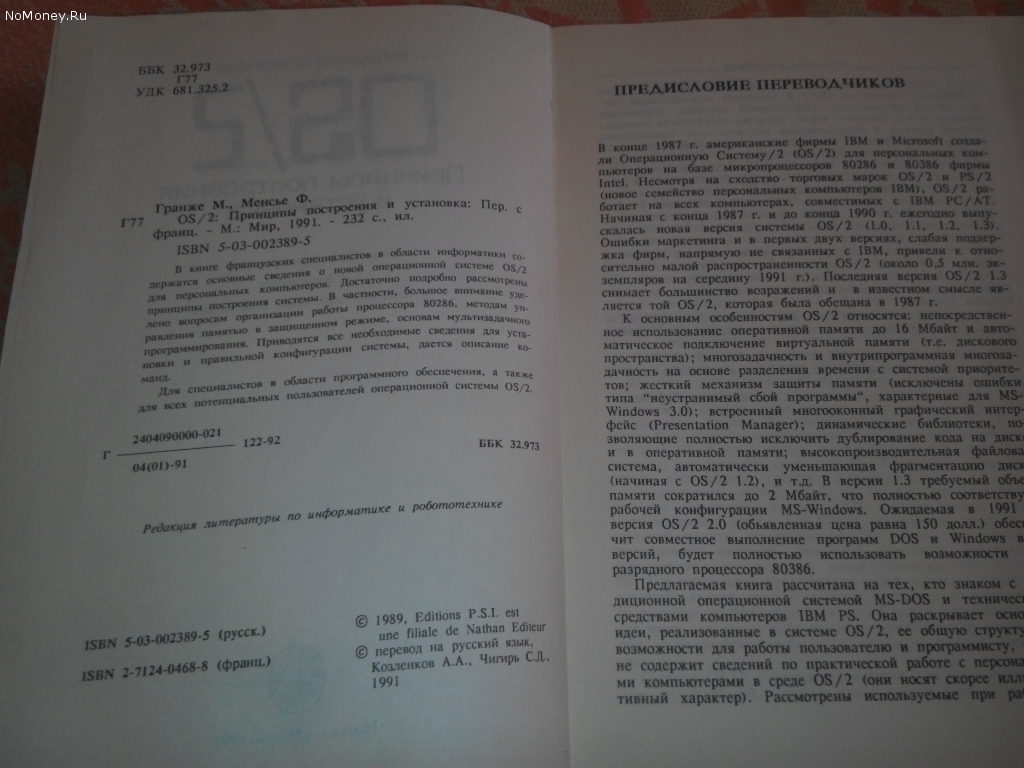 NoMoney.Ru
ББК 32.973
Г77
УДК 681.325.2
Гранже М., Менсье Ф.
Г77 OS/2: Принципы построения и установка: Пер. с
франц. - М.: Мир, 1991. - 232 с., ил.
ISBN 5-03-002389-5
В книге французских специалистов в области информатики со-
держатся основные сведения о новой операционной системе OS/2
для персональных компьютеров. Достаточно подробно рассмотрены
принципы построения системы. В частности, большое внимание уде-
лено вопросам организации работы процессора 80286, методам уп-
равления памятью в защищенном режиме, основам мультизадачного
программирования. Приводятся все необходимые сведения для уста-
новки и правильной конфигурации системы, дается описание ко-
манд.
Для специалистов в области программного обеспечения, а также
для всех потенциальных пользователей операционной системы OS/2.
2404090000-021
Г 122-92 ББК 32.973
04(01)-91
Редакция литературы по информатике и робототехнике
© 1989, Editions P.S.I. est
une filiale de Nathan Editeur
ISBN 5-03-002389-5 (русск.)
© перевод на русский язык,
ISBN 2-7124-0468-8 (франц.)
Козленков А.А., Чигирь С.Д.,
1991
ПРЕДИСЛОВИЕ ПЕРЕВОДЧИКОВ
В конце 1987 г. американские фирмы IBM и Microsoft созда-
ли Операционную Систему/2 (OS/2) для персональных ком-
пьютеров на базе микропроцессоров 80286 и 80386 фирмы
Intel. Несмотря на сходство торговых марок OS/2 и PS/2
(новое семейство персональных компьютеров IBM), OS/2 ра-
ботает на всех компьютерах, совместимых с IBM PC/AT.
Начиная с конца 1987 г. и до конца 1990 г. ежегодно выпу-
скалась новая версия системы OS/2 (1.0, 1.1, 1.2, 1.3).
Ошибки маркетинга и в первых двух версиях, слабая поддер-
жка фирм, напрямую не связанных с IBM, привели к отно-
сительно малой распространенности OS/2 (около 0,5 млн. эк-
земпляров на середину 1991 г.). Последняя версия OS/2 1.3
снимает большинство возражений и в известном смысле яв-
ляется той OS/2, которая была обещана в 1987 г.
К основным особенностям OS/2 относятся: непосредствен-
ное использование оперативной памяти до 16 Мбайт и авто-
матическое подключение виртуальной памяти (т.е. дискового
пространства); многозадачность и внутрипрограммная многоза-
дачность на основе разделения времени с системой приорите-
тов; жесткий механизм защиты памяти (исключены ошибки
типа "неустранимый сбой программы", характерные для MS-
Windows 3.0); встроенный многооконный графический интер-
фейс (Presentation Manager); динамические библиотеки, по-
зволяющие полностью исключить дублирование кода на диск
и в оперативной памяти; высокопроизводительная файлова
система, автоматически уменьшающая фрагментацию диск
(начиная с OS/2 1.2), и т.д. В версии 1.3 требуемый объе
памяти сократился до 2 Мбайт, что полностью соответству
рабочей конфигурации MS-Windows. Ожидаемая в 1991
версия OS/2 2.0 (объявленная цена равна 150 долл.) обесп
чит совместное выполнение программ DOS и Windows в
версий, будет полностью использовать возможности
разрядного процессора 80386.
Предлагаемая книга рассчитана на тех, кто знаком с
диционной операционной системой MS-DOS и техничес
средствами компьютеров IBM PS. Она раскрывает осно
идеи, реализованные в системе OS/2, ее общую структу
возможности для работы пользователю и программисту,
не содержит сведений по практической работе с персона
ми компьютерами в среде OS/2 (они носят скорее илл
тивный характер). Рассмотрены используемые при ра